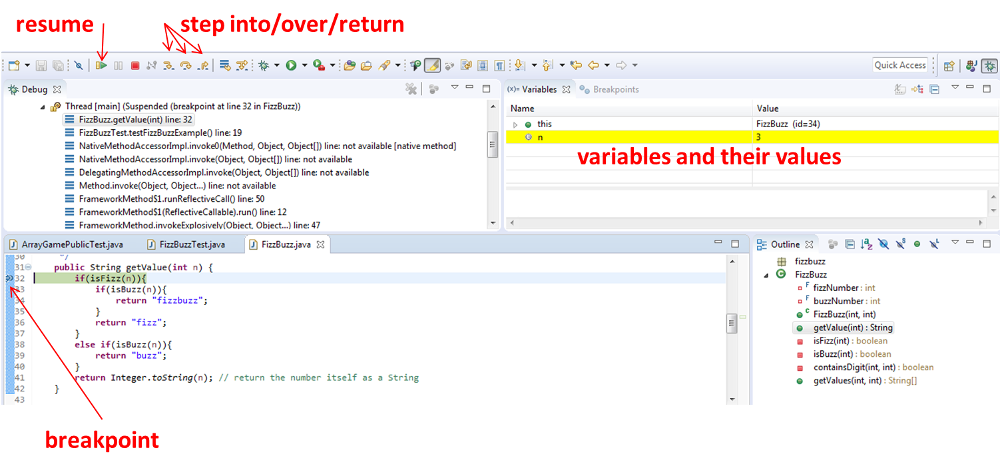 resume step into/over/return
Quick Access
Debug
Thread [main] (Suspended (breakpoint at line 32 in FizzBuzz))
FizzBuzz.getValue(int) line: 32
FizzBuzzTest.testFizzBuzzExample() line: 19
NativeMethodAccessorImpl.invoke0(Method, Object, Object[]) line: not available [native method]
NativeMethodAccessorImpl.invoke(Object, Object[]) line: not available
DelegatingMethodAccessorImpl.invoke(Object, Object[]) line: not available
Method.invoke(Object, Object...) line: not available
FrameworkMethod$1.runReflectiveCall() line: 50
FrameworkMethod$1(ReflectiveCallable).run() line: 12
FrameworkMethod.invokeExplosively(Object, Object...) line: 47
(x)= Variables Breakpoints
Name Value
this FizzBuzz (id=34)
n 3
variables and their values
ArrayGamePublicTest.java FizzBuzzTest.java FizzBuzz.java
30 */
31 public String getValue(int n) {
32 if(isFizz(n)){
33 if(isBuzz(n)){
34 return "fizzbuzz";
35 }
36 return "fizz";
37 }
38 else if(isBuzz(n)){
39 return "buzz";
40 }
41 return Integer.toString(n); // return the number itself as a String
42 }
43
Outline
fizzbuzz
FizzBuzz
fizzNumber : int
buzzNumber : int
FizzBuzz(int, int)
getValue(int) : String
isFizz(int) : boolean
isBuzz(int) : boolean
containsDigit(int, int) : boolean
getValues(int, int) : String[]
breakpoint